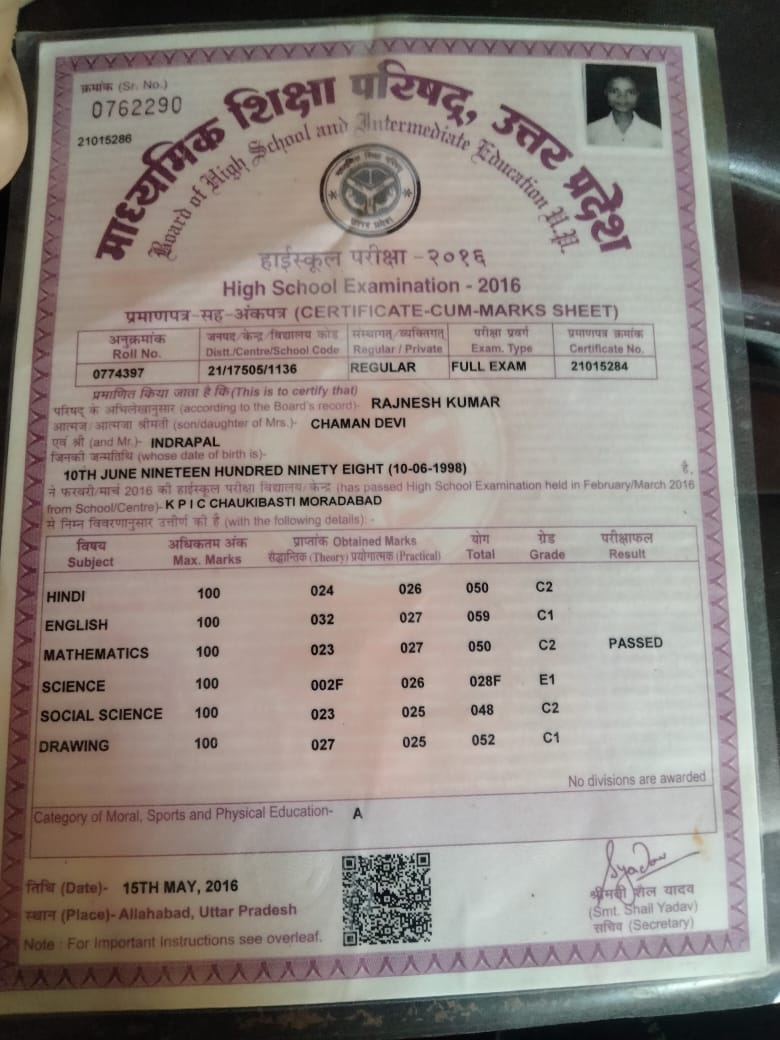 क्रमांक (Sr. No.)
0762290
21015286
माध्यमिक शिक्षा परिषद्, उत्तर प्रदेश
Board of High School and Intermediate Education U.P.
माध्यमिक शिक्षा परिषद्
उत्तर प्रदेश
हाईस्कूल परीक्षा -२०१६
High School Examination - 2016
प्रमाणपत्र-सह-अंकपत्र (CERTIFICATE-CUM-MARKS SHEET)
अनुक्रमांक जनपद/केन्द्र/विद्यालय कोड संस्थागत/व्यक्तिगत परीक्षा प्रवर्ग प्रमाणपत्र क्रमांक
Roll No. Distt./Centre/School Code Regular / Private Exam. Type Certificate No.
0774397 21/17505/1136 REGULAR FULL EXAM 21015284
प्रमाणित किया जाता है कि (This is to certify that)
परिषद् के अभिलेखानुसार (according to the Board's record)- RAJNESH KUMAR
आत्मज/आत्मजा श्रीमती (son/daughter of Mrs.)- CHAMAN DEVI
एवं श्री (and Mr.)- INDRAPAL
जिनकी जन्मतिथि (whose date of birth is)-
10TH JUNE NINETEEN HUNDRED NINETY EIGHT (10-06-1998) है,
ने फरवरी/मार्च 2016 की हाईस्कूल परीक्षा विद्यालय/केन्द्र (has passed High School Examination held in February/March 2016
from School/Centre)- K P I C CHAUKIBASTI MORADABAD
से निम्न विवरणानुसार उत्तीर्ण की है (with the following details): -
विषय अधिकतम अंक प्राप्तांक Obtained Marks योग ग्रेड परीक्षाफल
Subject Max. Marks सैद्धान्तिक (Theory) प्रयोगात्मक (Practical) Total Grade Result
HINDI 100 024 026 050 C2
ENGLISH 100 032 027 059 C1
MATHEMATICS 100 023 027 050 C2 PASSED
SCIENCE 100 002F 026 028F E1
SOCIAL SCIENCE 100 023 025 048 C2
DRAWING 100 027 025 052 C1
No divisions are awarded
Category of Moral, Sports and Physical Education- A
तिथि (Date)- 15TH MAY, 2016
स्थान (Place)- Allahabad, Uttar Pradesh
Note : For Important Instructions see overleaf.
Syadav
श्रीमती शैल यादव
(Smt. Shail Yadav)
सचिव (Secretary)